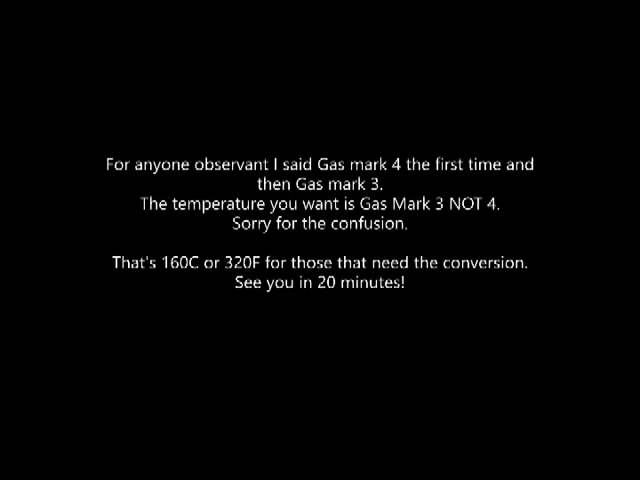 For anyone observant I said Gas mark 4 the first time and
then Gas mark 3.
The temperature you want is Gas Mark 3 NOT 4.
Sorry for the confusion.
That's 160C or 320F for those that need the conversion.
See you in 20 minutes!